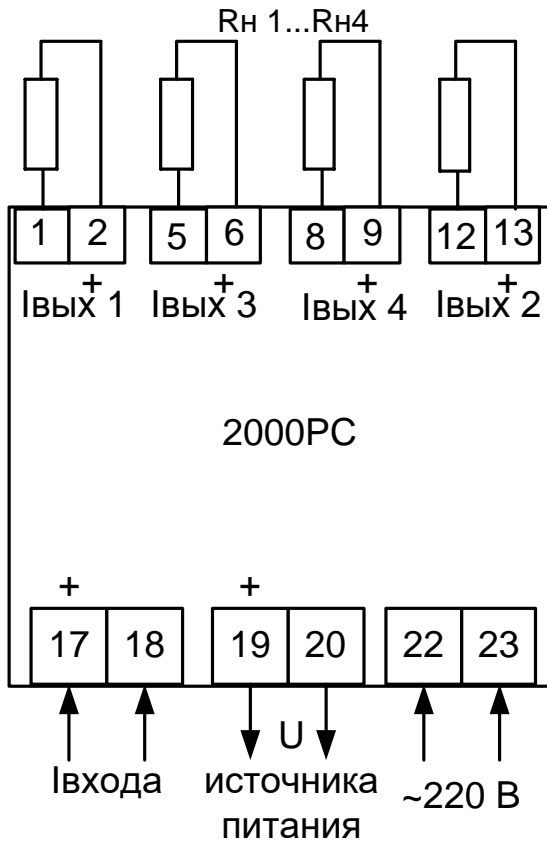 Rн 1...Rн4
1 2 5 6 8 9 12 13
+ + + +
Iвых 1 Iвых 3 Iвых 4 Iвых 2
2000РС
+ +
17 18 19 20 22 23
U
Iвхода источника ~220 В
питания